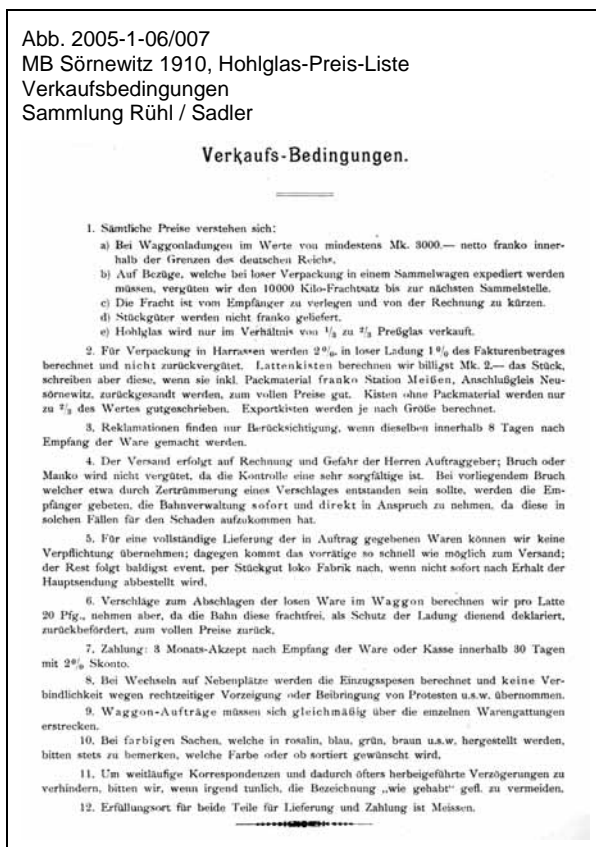 Abb. 2005-1-06/007
MB Sörnewitz 1910, Hohlglas-Preis-Liste
Verkaufsbedingungen
Sammlung Rühl / Sadler
Verkaufs-Bedingungen.
1. Sämtliche Preise verstehen sich:
a) Bei Waggonladungen im Werte von mindestens Mk. 3000.— netto franko inner-
halb der Grenzen des deutschen Reichs.
b) Auf Bezüge, welche bei loser Verpackung in einem Sammelwagen expediert werden
müssen, vergüten wir den 10000 Kilo-Frachtsatz bis zur nächsten Sammelstelle.
c) Die Fracht ist vom Empfänger zu verlegen und von der Rechnung zu kürzen.
d) Stückgüter werden nicht franko geliefert.
e) Hohlglas wird nur im Verhältnis von 1/3 zu 2/3 Preßglas verkauft.
2. Für Verpackung in Harrassen werden 2%, in loser Ladung 1% des Fakturenbetrages
berechnet und nicht zurückvergütet. Lattenkisten berechnen wir billigst Mk. 2.— das Stück,
schreiben aber diese, wenn sie inkl. Packmaterial franko Station Meißen, Anschlußgleis Neu-
sörnewitz, zurückgesandt werden, zum vollen Preise gut. Kisten ohne Packmaterial werden nur
zu 2/3 des Wertes gutgeschrieben. Exportkisten werden je nach Größe berechnet.
3. Reklamationen finden nur Berücksichtigung, wenn dieselben innerhalb 8 Tagen nach
Empfang der Ware gemacht werden.
4. Der Versand erfolgt auf Rechnung und Gefahr der Herren Auftraggeber; Bruch oder
Manko wird nicht vergütet, da die Kontrolle eine sehr sorgfältige ist. Bei vorliegendem Bruch
welcher etwa durch Zertrümmerung eines Verschlages entstanden sein sollte, werden die Em-
pfänger gebeten, die Bahnverwaltung sofort und direkt in Anspruch zu nehmen, da diese in
solchen Fällen für den Schaden aufzukommen hat.
5. Für eine vollständige Lieferung der in Auftrag gegebenen Waren können wir keine
Verpflichtung übernehmen; dagegen kommt das vorrätige so schnell wie möglich zum Versand;
der Rest folgt baldigst event. per Stückgut loko Fabrik nach, wenn nicht sofort nach Erhalt der
Hauptsendung abbestellt wird.
6. Verschläge zum Abschlagen der losen Ware im Waggon berechnen wir pro Latte
20 Pfg., nehmen aber, da die Bahn diese frachtfrei, als Schutz der Ladung dienend deklariert,
zurückbefördert, zum vollen Preise zurück.
7. Zahlung: 3 Monats-Akzept nach Empfang der Ware oder Kasse innerhalb 30 Tagen
mit 2% Skonto.
8. Bei Wechseln auf Nebenplätze werden die Einzugsspesen berechnet und keine Ver-
bindlichkeit wegen rechtzeitiger Vorzeigung oder Beibringung von Protesten u.s.w. übernommen.
9. Waggon-Aufträge müssen sich gleichmäßig über die einzelnen Warengattungen
erstrecken.
10. Bei farbigen Sachen, welche in rosalin, blau, grün, braun u.s.w. hergestellt werden,
bitten stets zu bemerken, welche Farbe oder ob sortiert gewünscht wird.
11. Um weitläufige Korrespondenzen und dadurch öfters herbeigeführte Verzögerungen zu
verhindern, bitten wir, wenn irgend tunlich, die Bezeichnung „wie gehabt" gefl. zu vermeiden.
12. Erfüllungsort für beide Teile für Lieferung und Zahlung ist Meissen.